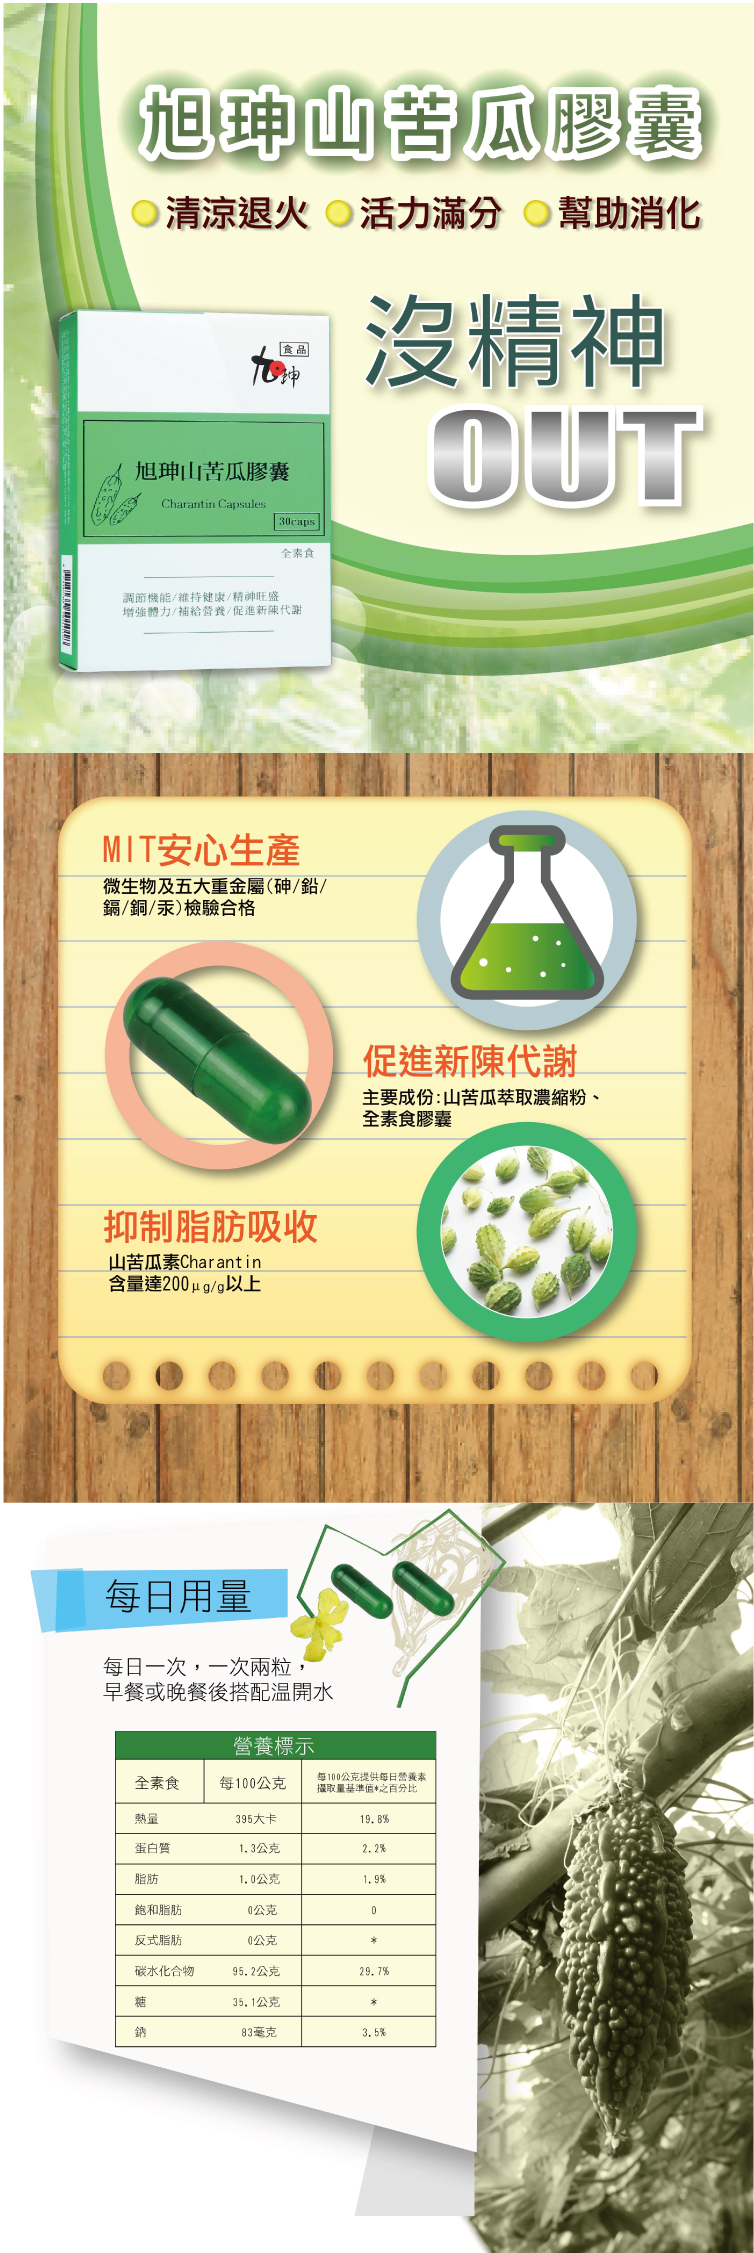 旭珅山苦瓜膠囊
清涼退火 活力滿分 幫助消化
沒精神
OUT
食品
旭珅
旭珅山苦瓜膠囊
Charantin Capsules
30caps
全素食
調節機能/維持健康/精神旺盛
增強體力/補給營養/促進新陳代謝
MIT安心生產
微生物及五大重金屬(砷/鉛/
鎘/銅/汞)檢驗合格
促進新陳代謝
主要成份:山苦瓜萃取濃縮粉、
全素食膠囊
抑制脂肪吸收
山苦瓜素Charantin
含量達200μg/g以上
每日用量
每日一次,一次兩粒,
早餐或晚餐後搭配溫開水
營養標示
全素食 每100公克 每100公克提供每日營養素
攝取量基準值*之百分比
熱量 395大卡 19.8%
蛋白質 1.3公克 2.2%
脂肪 1.0公克 1.9%
飽和脂肪 0公克 0
反式脂肪 0公克 *
碳水化合物 95.2公克 29.7%
糖 35.1公克 *
鈉 83毫克 3.5%